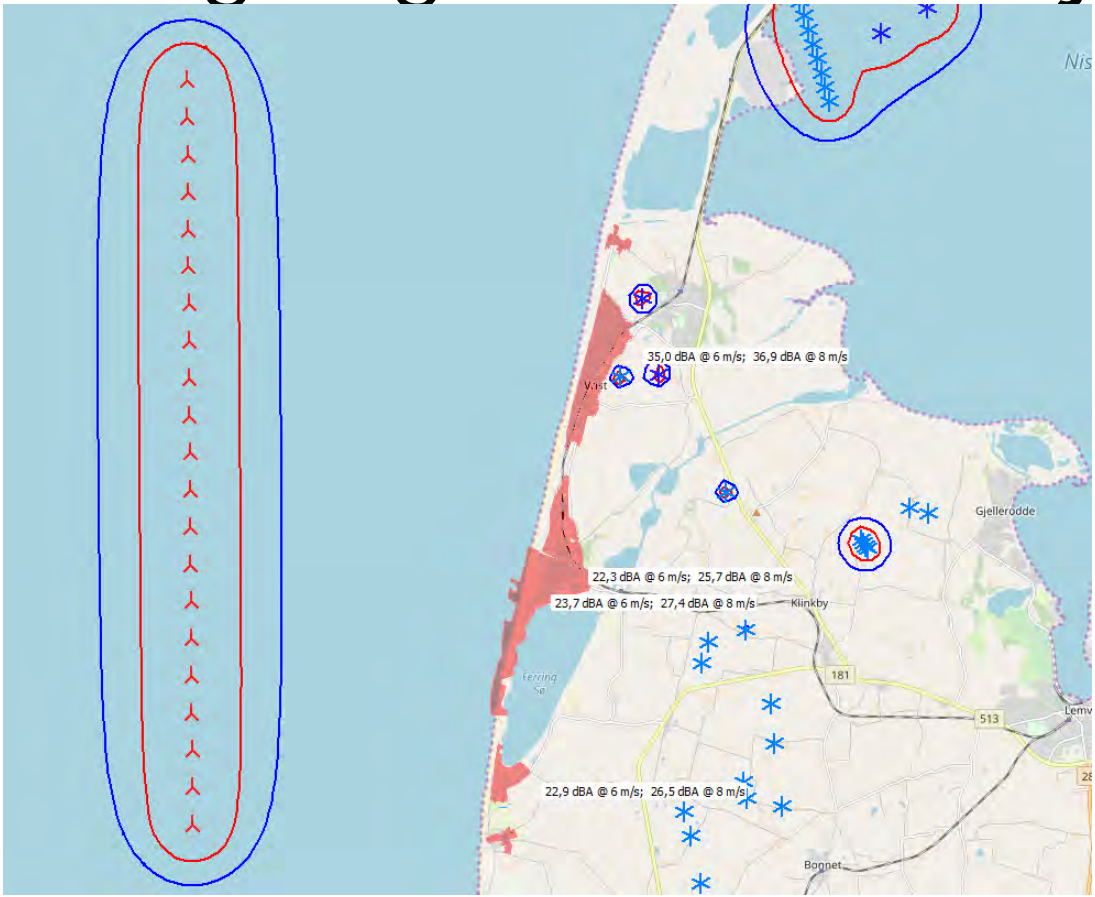 Nis
35,0 dBA @ 6 m/s; 36,9 dBA @ 8 m/s
Gjellerodde
22,3 dBA @ 6 m/s; 25,7 dBA @ 8 m/s
23,7 dBA @ 6 m/s; 27,4 dBA @ 8 m/s
Klinkby
Ferring
Sø
181
Lemv
513
28
22,9 dBA @ 6 m/s; 26,5 dBA @ 8 m/s
Bonnet